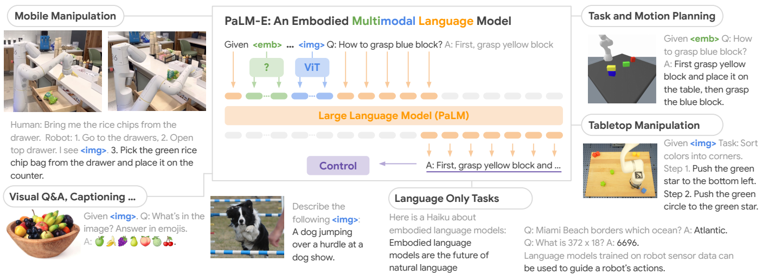 Mobile Manipulation
Human: Bring me the rice chips from the
drawer. Robot: 1. Go to the drawers, 2. Open
top drawer. I see <img>. 3. Pick the green rice
chip bag from the drawer and place it on the
counter.
Visual Q&A, Captioning ...
Given <img>. Q: What's in the
image? Answer in emojis.
A: 🍏🍌🍇🍐🍑🍈🍒.
PaLM-E: An Embodied Multimodal Language Model
Given <emb> ... <img> Q: How to grasp blue block? A: First, grasp yellow block
?
ViT
Large Language Model (PaLM)
Control
A: First, grasp yellow block and ...
Describe the
following <img>:
A dog jumping
over a hurdle at a
dog show.
Language Only Tasks
Here is a Haiku about
embodied language models:
Embodied language
models are the future of
natural language
Q: Miami Beach borders which ocean? A: Atlantic.
Q: What is 372 x 18? A: 6696.
Language models trained on robot sensor data can
be used to guide a robot's actions.
Task and Motion Planning
Given <emb> Q: How
to grasp blue block?
A: First grasp yellow
block and place it on
the table, then grasp
the blue block.
Tabletop Manipulation
Given <img> Task: Sort
colors into corners.
Step 1. Push the green
star to the bottom left.
Step 2. Push the green
circle to the green star.